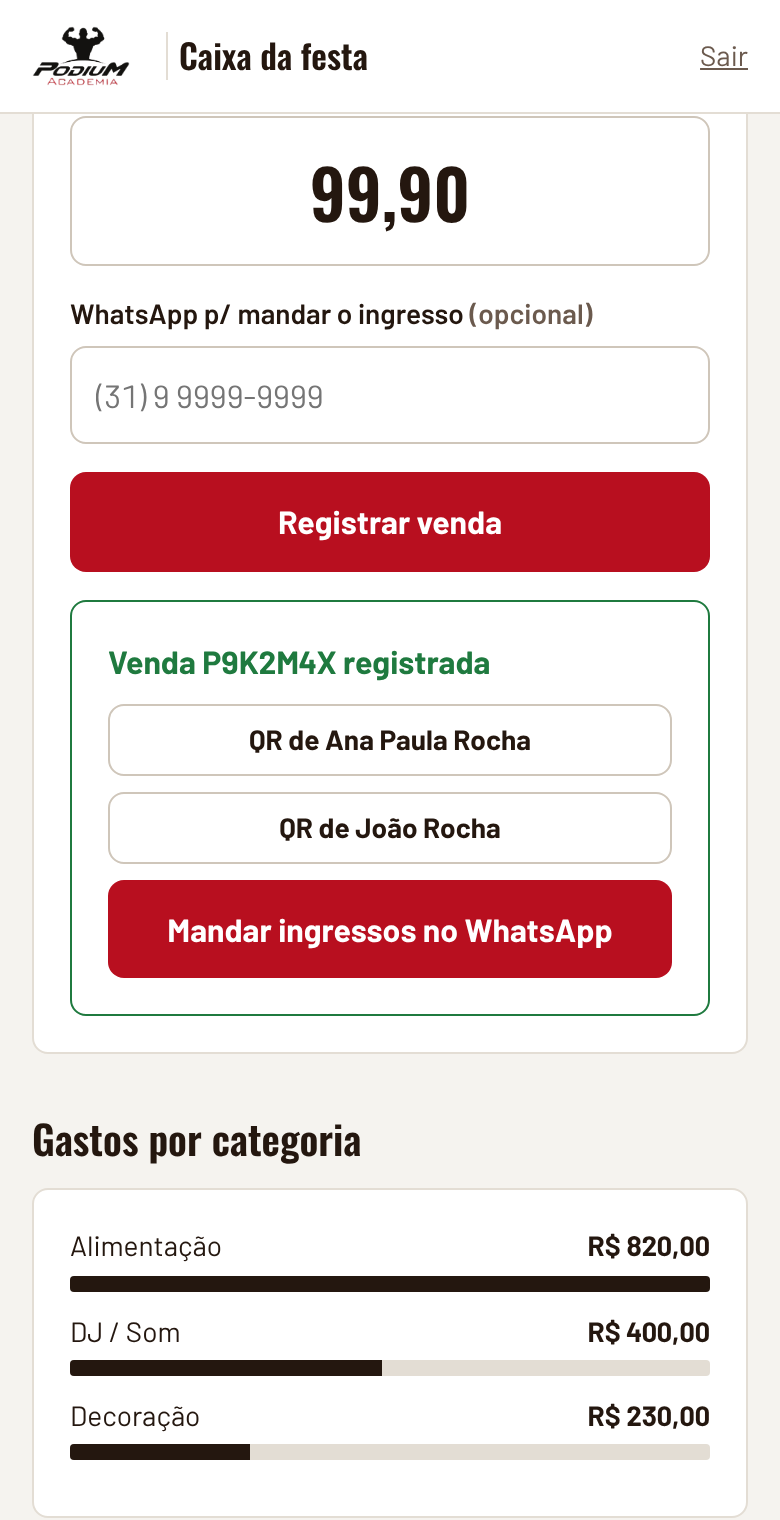 PODIUM
ACADEMIA
Caixa da festa
Sair
99,90
WhatsApp p/ mandar o ingresso (opcional)
(31) 9 9999-9999
Registrar venda
Venda P9K2M4X registrada
QR de Ana Paula Rocha
QR de João Rocha
Mandar ingressos no WhatsApp
Gastos por categoria
Alimentação R$ 820,00
DJ / Som R$ 400,00
Decoração R$ 230,00